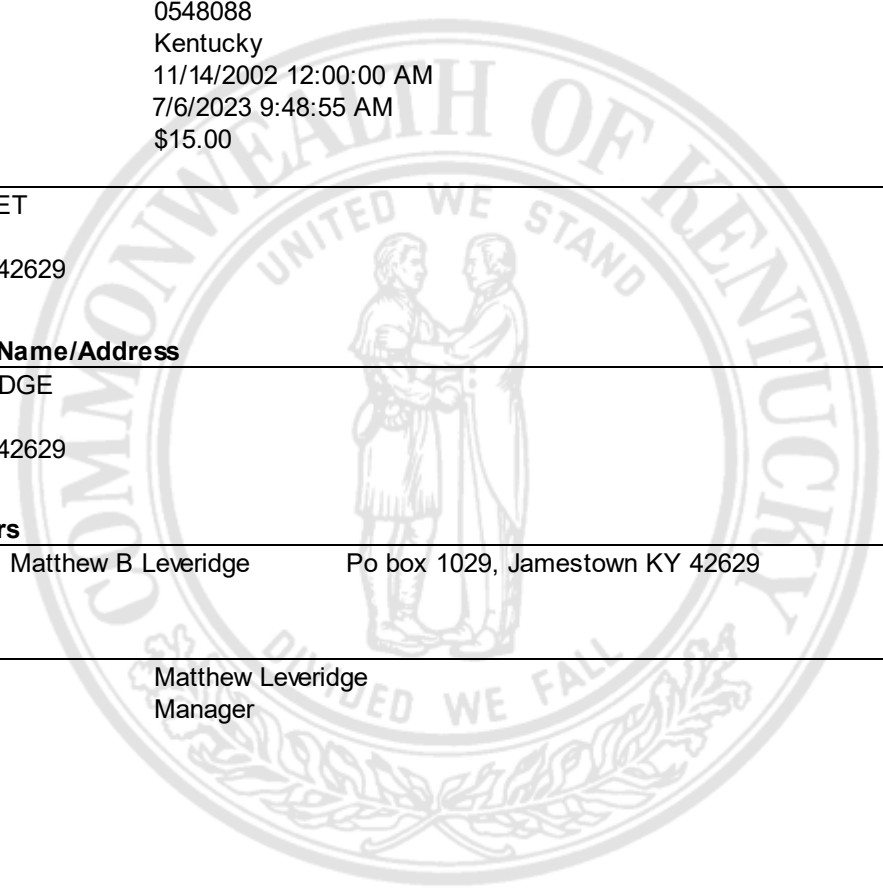 0548088
Kentucky
11/14/2002 12:00:00 AM
7/6/2023 9:48:55 AM
$15.00
COMMONWEALTH OF KENTUCKY
UNITED WE STAND
ET
42629
Name/Address
DGE
42629
rs
Matthew B Leveridge Po box 1029, Jamestown KY 42629
DIVIDED WE FALL
Matthew Leveridge
Manager